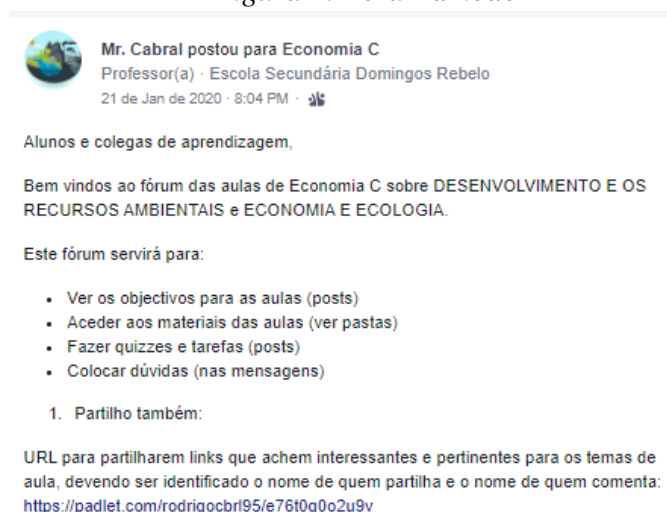 Mr. Cabral postou para Economia C
Professor(a) · Escola Secundária Domingos Rebelo
21 de Jan de 2020 · 8:04 PM ·
Alunos e colegas de aprendizagem,
Bem vindos ao fórum das aulas de Economia C sobre DESENVOLVIMENTO E OS
RECURSOS AMBIENTAIS e ECONOMIA E ECOLOGIA.
Este fórum servirá para:
• Ver os objectivos para as aulas (posts)
• Aceder aos materiais das aulas (ver pastas)
• Fazer quizzes e tarefas (posts)
• Colocar dúvidas (nas mensagens)
1. Partilho também:
URL para partilharem links que achem interessantes e pertinentes para os temas de
aula, devendo ser identificado o nome de quem partilha e o nome de quem comenta:
https://padlet.com/rodrigocbrl95/e76t0q0o2u9v